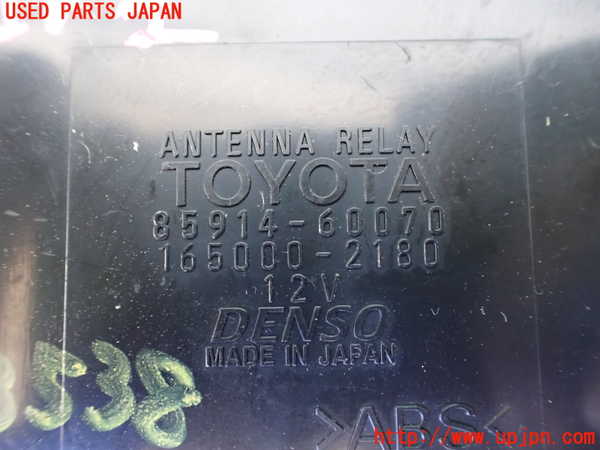 USED PARTS JAPAN
ANTENNA RELAY
TOYOTA
85914-60070
165000-2180
12V
DENSO
MADE IN JAPAN
3538
>ABS<
http://www.upjpn.com/